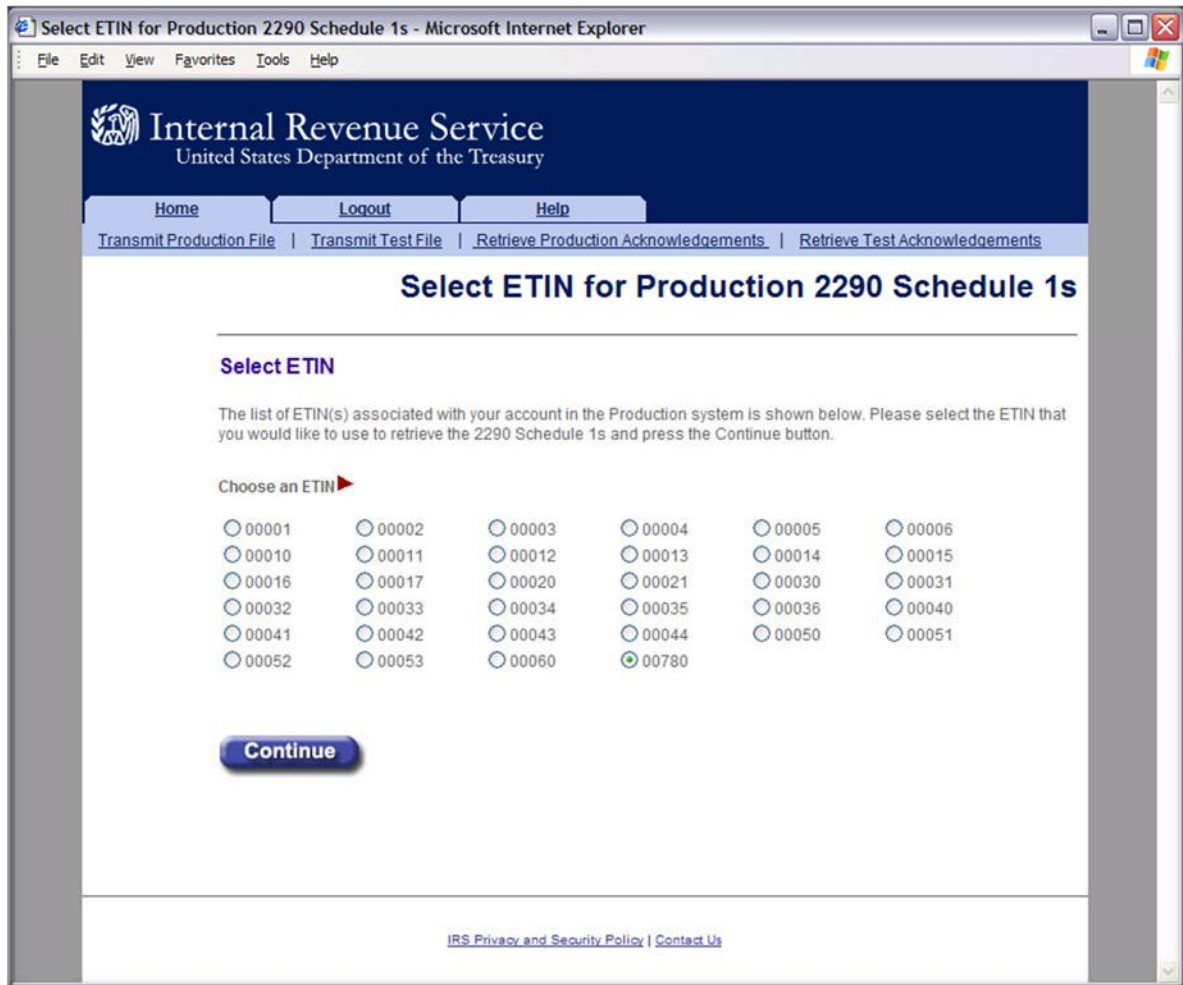 Select ETIN for Production 2290 Schedule 1s - Microsoft Internet Explorer
File Edit View Favorites Tools Help
Internal Revenue Service
United States Department of the Treasury
Home Logout Help
Transmit Production File | Transmit Test File | Retrieve Production Acknowledgements | Retrieve Test Acknowledgements
Select ETIN for Production 2290 Schedule 1s
Select ETIN
The list of ETIN(s) associated with your account in the Production system is shown below. Please select the ETIN that
you would like to use to retrieve the 2290 Schedule 1s and press the Continue button.
Choose an ETIN
00001 00002 00003 00004 00005 00006
00010 00011 00012 00013 00014 00015
00016 00017 00020 00021 00030 00031
00032 00033 00034 00035 00036 00040
00041 00042 00043 00044 00050 00051
00052 00053 00060 00780
Continue
IRS Privacy and Security Policy | Contact Us